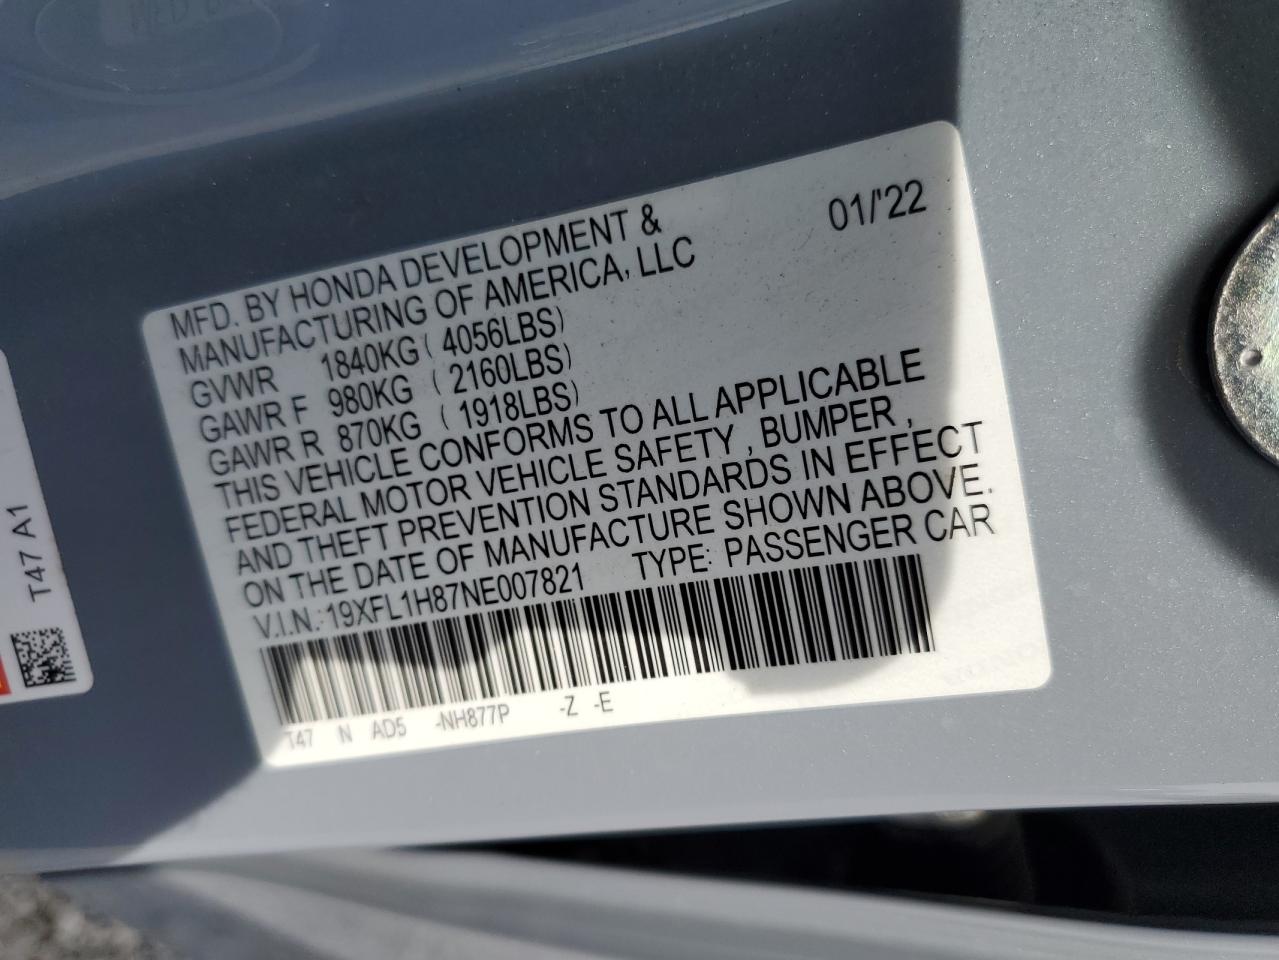 MFD. BY HONDA DEVELOPMENT & 01/'22
MANUFACTURING OF AMERICA, LLC
GVWR 1840KG ( 4056LBS)
GAWR F 980KG ( 2160LBS)
GAWR R 870KG ( 1918LBS)
THIS VEHICLE CONFORMS TO ALL APPLICABLE
FEDERAL MOTOR VEHICLE SAFETY , BUMPER ,
AND THEFT PREVENTION STANDARDS IN EFFECT
ON THE DATE OF MANUFACTURE SHOWN ABOVE.
V.I.N.: 19XFL1H87NE007821 TYPE: PASSENGER CAR
T47 N AD5 -NH877P -Z -E
T47 A1